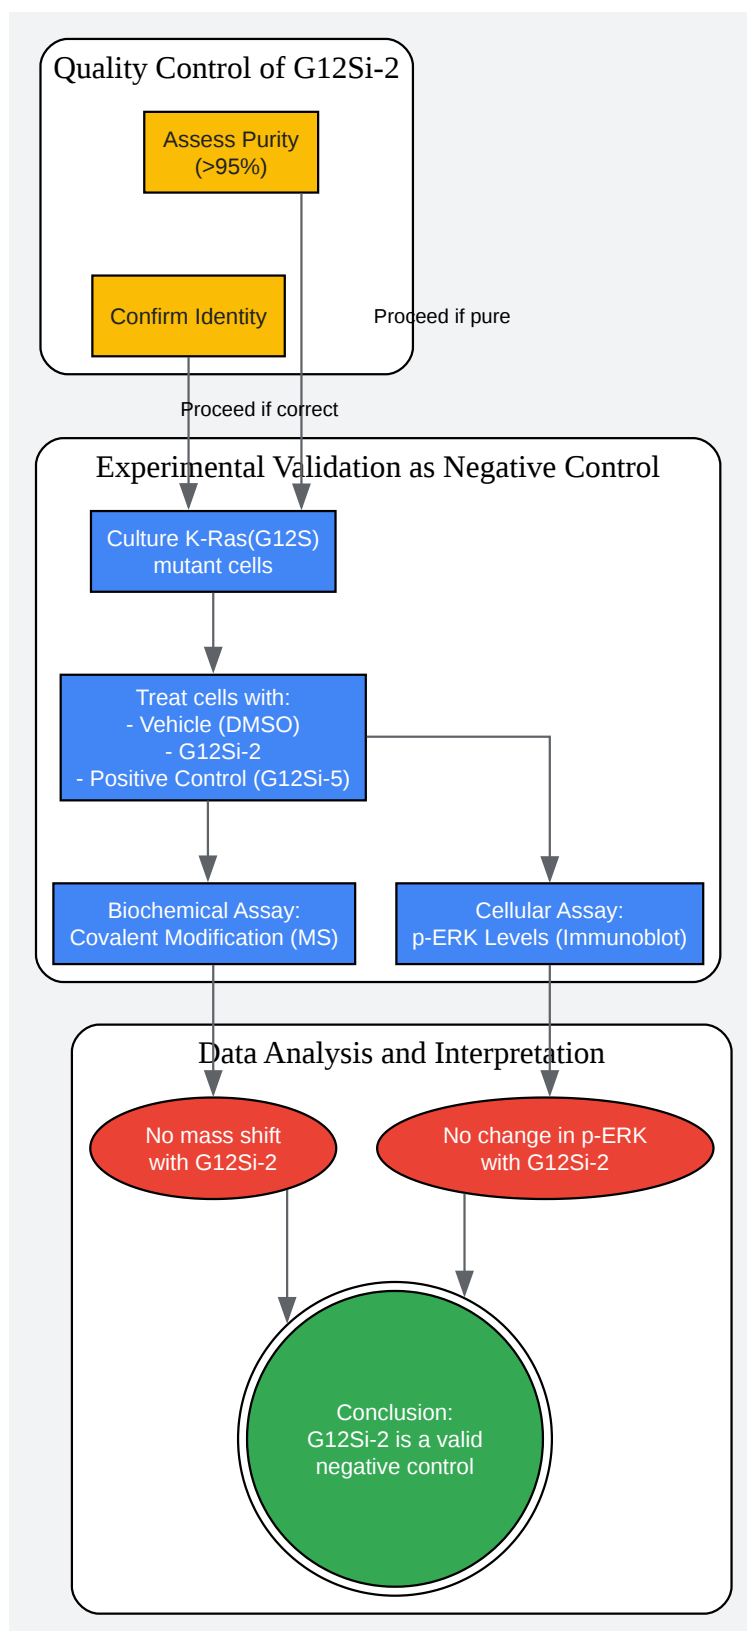 Quality Control of G12Si-2
Assess Purity
(>95%)
Confirm Identity
Proceed if pure
Proceed if correct
Experimental Validation as Negative Control
Culture K-Ras(G12S)
mutant cells
Treat cells with:
- Vehicle (DMSO)
- G12Si-2
- Positive Control (G12Si-5)
Biochemical Assay:
Covalent Modification (MS)
Cellular Assay:
p-ERK Levels (Immunoblot)
Data Analysis and Interpretation
No mass shift
with G12Si-2
No change in p-ERK
with G12Si-2
Conclusion:
G12Si-2 is a valid
negative control